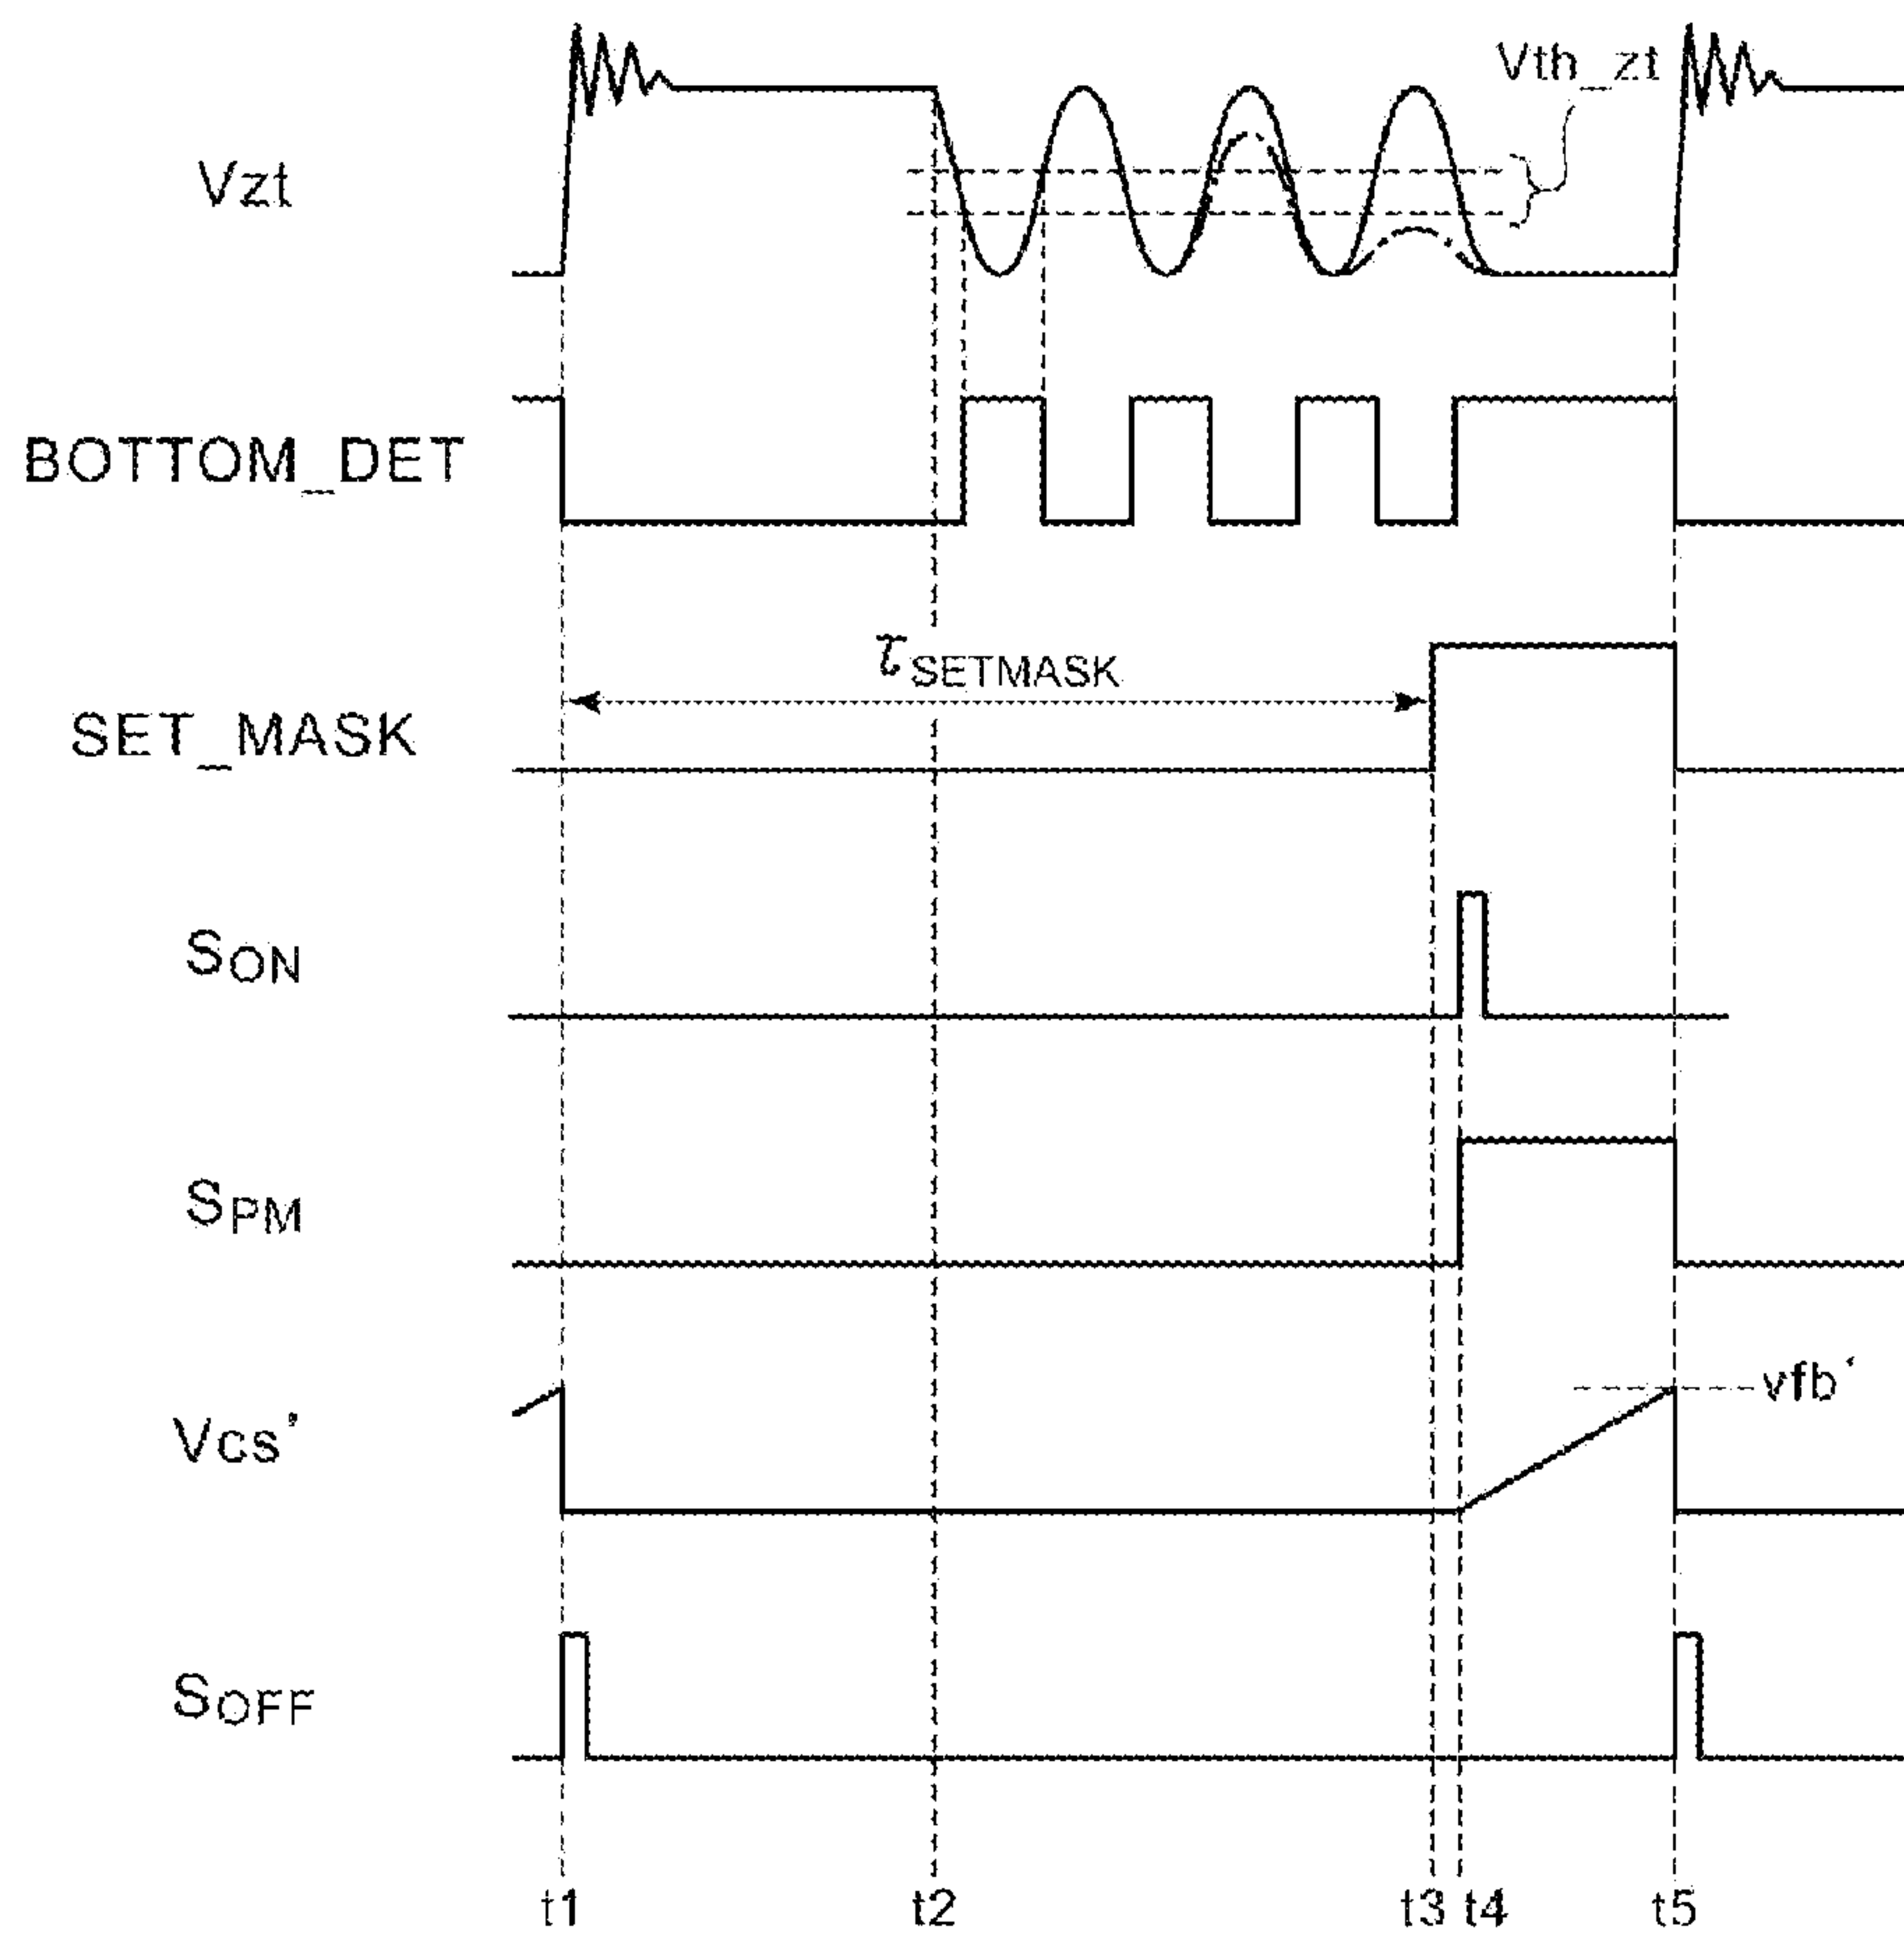 Vth_zt
Vzt
BOTTOM_DET
τSETMASK
SET_MASK
SON
SPM
vfb'
Vcs'
SOFF
t1 t2 t3 t4 t5